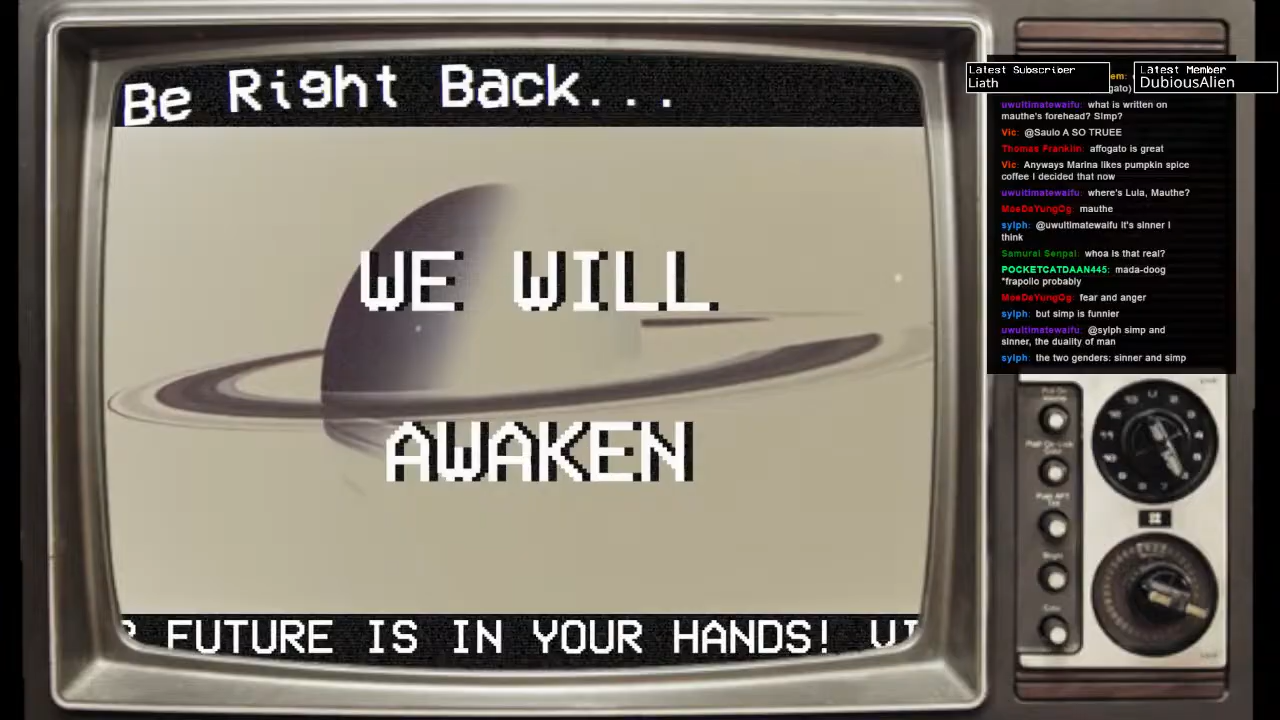 Be Right Back...
WE WILL
AWAKEN
FUTURE IS IN YOUR HANDS!
Latest Subscriber
Liath
Latest Member
DubiousAlien
uwultimatewaifu: what is written on
mauthe's forehead? Simp?
Vic: @Saulo A SO TRUEE
Thomas Franklin: affogato is great
Vic: Anyways Marina likes pumpkin spice
coffee I decided that now
uwultimatewaifu: where's Lula, Mauthe?
MoeDeYungOg: mauthe
sylph: @uwultimatewaifu it's sinner I
think
Samurai Senpai: whoa is that real?
POCKETCATDAAN445: mada-doog
*frapollo probably
MoeDeYungOg: fear and anger
sylph: but simp is funnier
uwultimatewaifu: @sylph simp and
sinner, the duality of man
sylph: the two genders: sinner and simp